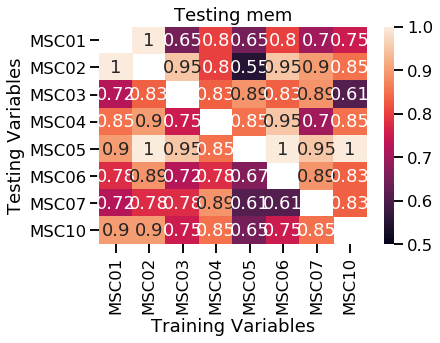 Testing mem
MSC01 1 0.65 0.8 0.65 0.8 0.7 0.75
MSC02 1 0.95 0.8 0.55 0.95 0.9 0.85
MSC03 0.72 0.83 0.83 0.89 0.83 0.89 0.61
MSC04 0.85 0.9 0.75 0.85 0.95 0.7 0.85
MSC05 0.9 1 0.95 0.85 1 0.95 1
MSC06 0.78 0.89 0.72 0.78 0.67 0.89 0.83
MSC07 0.72 0.78 0.78 0.89 0.61 0.61 0.83
MSC10 0.9 0.9 0.75 0.85 0.65 0.75 0.85
MSC01 MSC02 MSC03 MSC04 MSC05 MSC06 MSC07 MSC10
Training Variables
Testing Variables
1.0
0.9
0.8
0.7
0.6
0.5